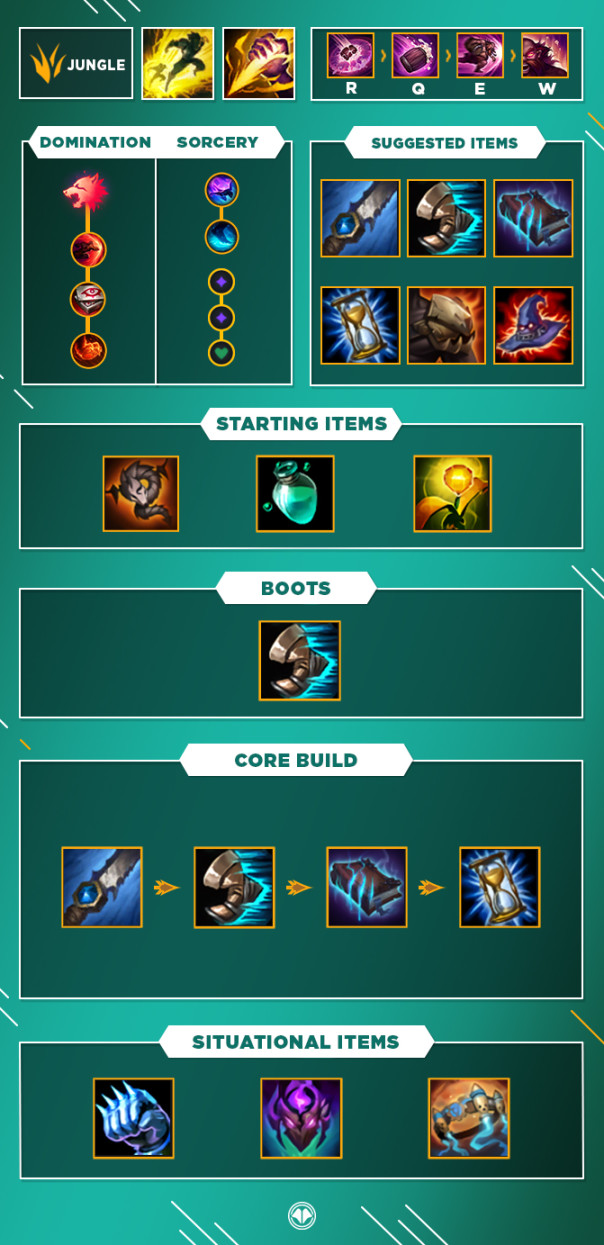 JUNGLE
R Q E W
DOMINATION SORCERY
SUGGESTED ITEMS
STARTING ITEMS
BOOTS
CORE BUILD
SITUATIONAL ITEMS